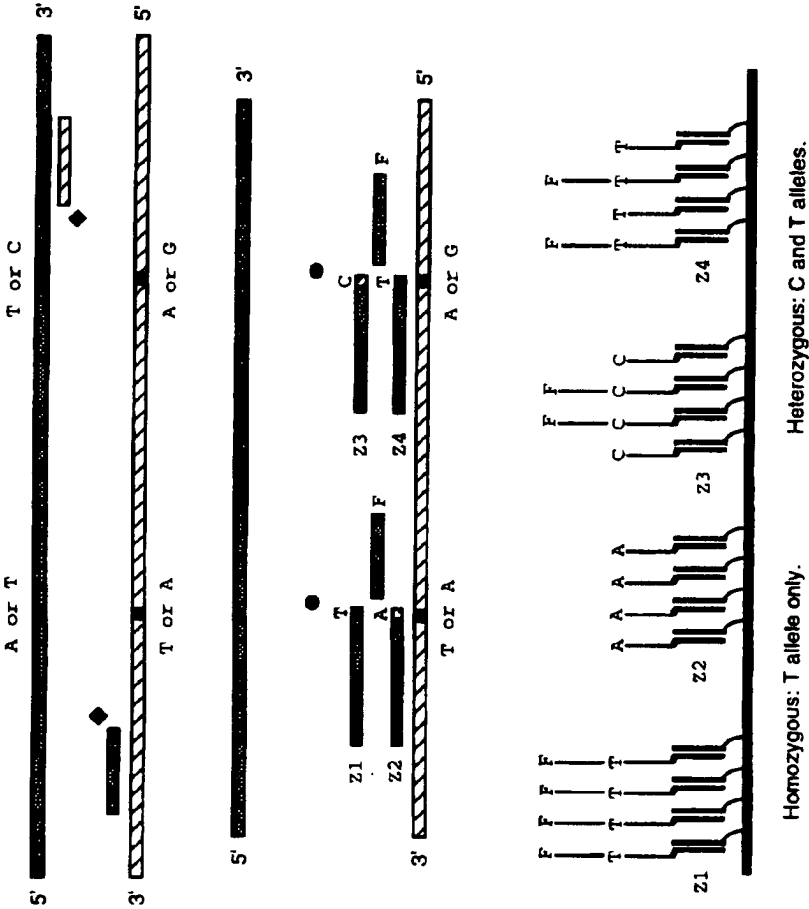 A or T T or C
5' 3'
3' 5'
T or A A or G
5' 3'
T C
Z1 Z3
A F T F
Z2 Z4
3' 5'
T or A A or G
F F F F F F F F
T T T T A A A A C C C C T T T T
Z1 Z2 Z3 Z4
Homozygous: T allele only. Heterozygous: C and T alleles.